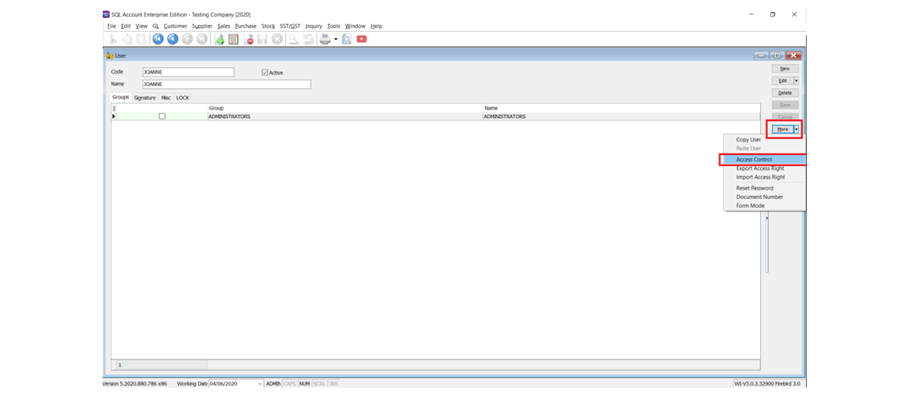 SQL Account Enterprise Edition - Testing Company [2020]
File Edit View GL Customer Supplier Sales Purchase Stock SST/GST Inquiry Tools Window Help
User
Code JOANNE Active
Name JOANNE
Groups Signature Misc LOCK
Group Name
ADMINISTRATORS ADMINISTRATORS
New
Edit
Delete
Save
Cancel
More
Copy User
Paste User
Access Control
Export Access Right
Import Access Right
Reset Password
Document Number
Form Mode
1
Version 5.2020.880.786 x86 Working Date 04/06/2020 ADMIN CAPS NUM SCRL INS WI-V3.0.3.32900 Firebird 3.0